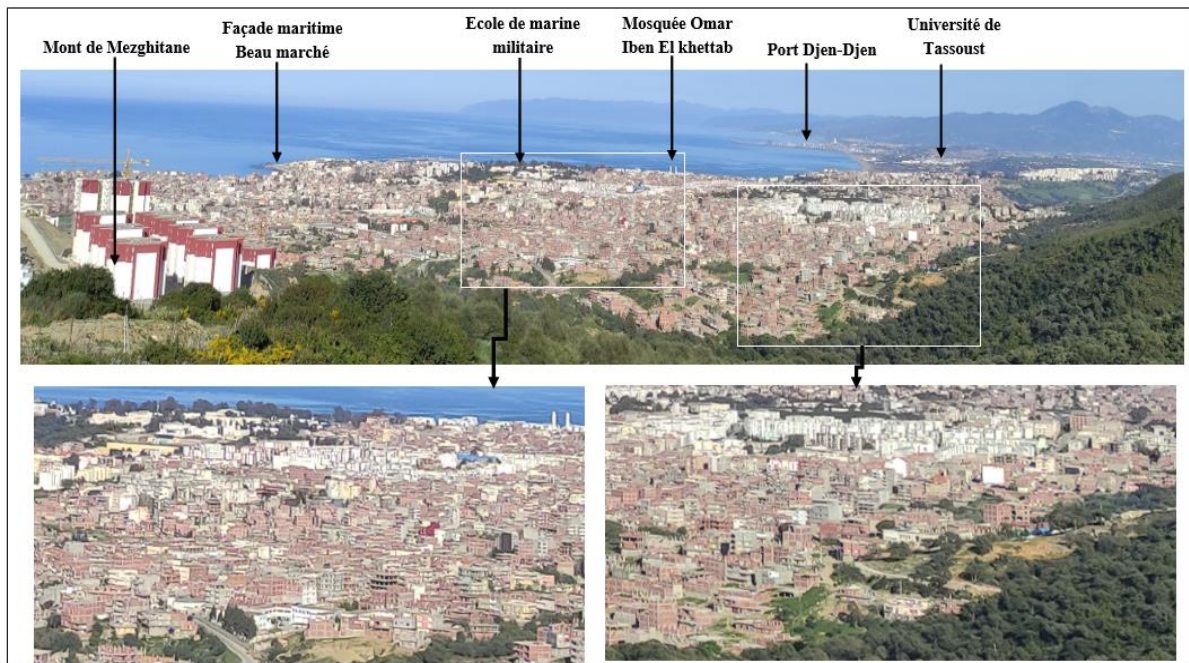 Mont de Mezghitane
Façade maritime
Beau marché
Ecole de marine
militaire
Mosquée Omar
Iben El khettab
Port Djen-Djen
Université de
Tassoust